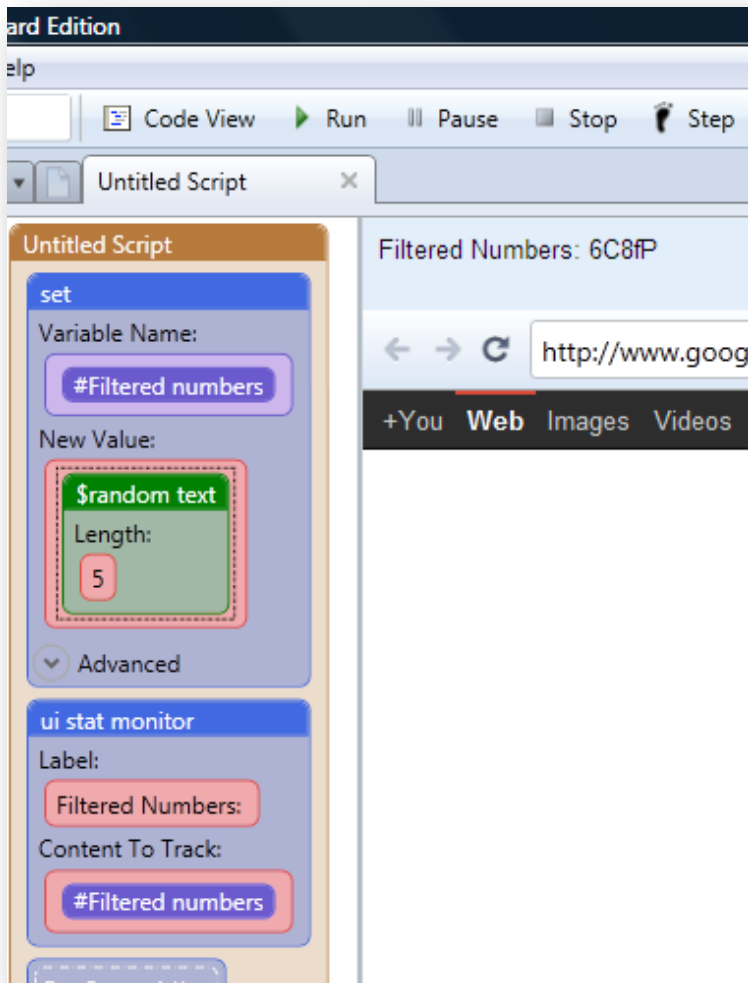 ard Edition
elp
Code View Run Pause Stop Step
Untitled Script
Untitled Script
set
Variable Name:
#Filtered numbers
New Value:
$random text
Length:
5
Advanced
ui stat monitor
Label:
Filtered Numbers:
Content To Track:
#Filtered numbers
Filtered Numbers: 6C8fP
http://www.goog
+You Web Images Videos